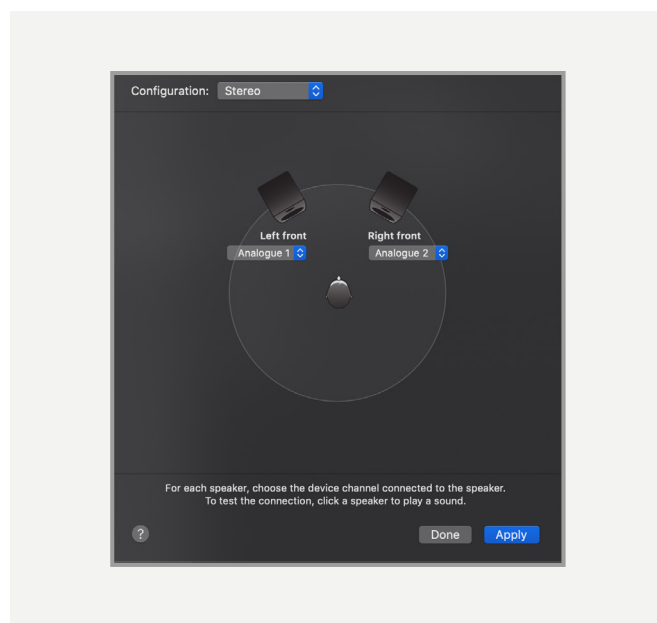 Configuration: Stereo
Left front Right front
Analogue 1 Analogue 2
For each speaker, choose the device channel connected to the speaker.
To test the connection, click a speaker to play a sound.
? Done Apply